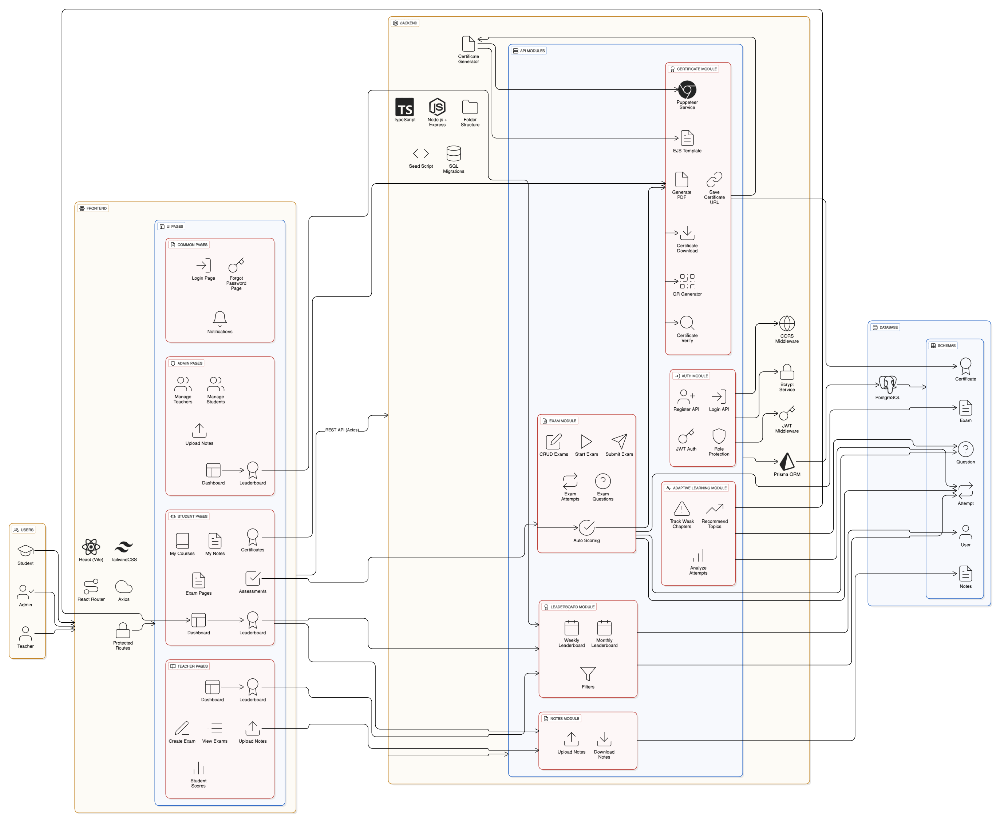 BACKEND
Certificate
Generator
API MODULES
CERTIFICATE MODULE
Puppeteer
Service
TypeScript
Node.js +
Express
Folder
Structure
EJS Template
Seed Script
SQL
Migrations
Generate
PDF
Save
Certificate
URL
Certificate
Download
QR Generator
Certificate
Verify
FRONTEND
UI PAGES
COMMON PAGES
Login Page
Forgot
Password
Page
Notifications
ADMIN PAGES
Manage
Teachers
Manage
Students
Upload Notes
Dashboard
Leaderboard
STUDENT PAGES
My Courses
My Notes
Certificates
Exam Pages
Assessments
Dashboard
Leaderboard
TEACHER PAGES
Dashboard
Leaderboard
Create Exam
View Exams
Upload Notes
Student
Scores
USERS
Student
Admin
Teacher
React (Vite)
TailwindCSS
React Router
Axios
Protected
Routes
REST API (Axios)
EXAM MODULE
CRUD Exams
Start Exam
Submit Exam
Exam
Attempts
Exam
Questions
Auto Scoring
AUTH MODULE
Register API
Login API
JWT Auth
Role
Protection
CORS
Middleware
Bcrypt
Service
JWT
Middleware
Prisma ORM
ADAPTIVE LEARNING MODULE
Track Weak
Chapters
Recommend
Topics
Analyze
Attempts
LEADERBOARD MODULE
Weekly
Leaderboard
Monthly
Leaderboard
Filters
NOTES MODULE
Upload Notes
Download
Notes
DATABASE
PostgreSQL
SCHEMAS
Certificate
Exam
Question
Attempt
User
Notes